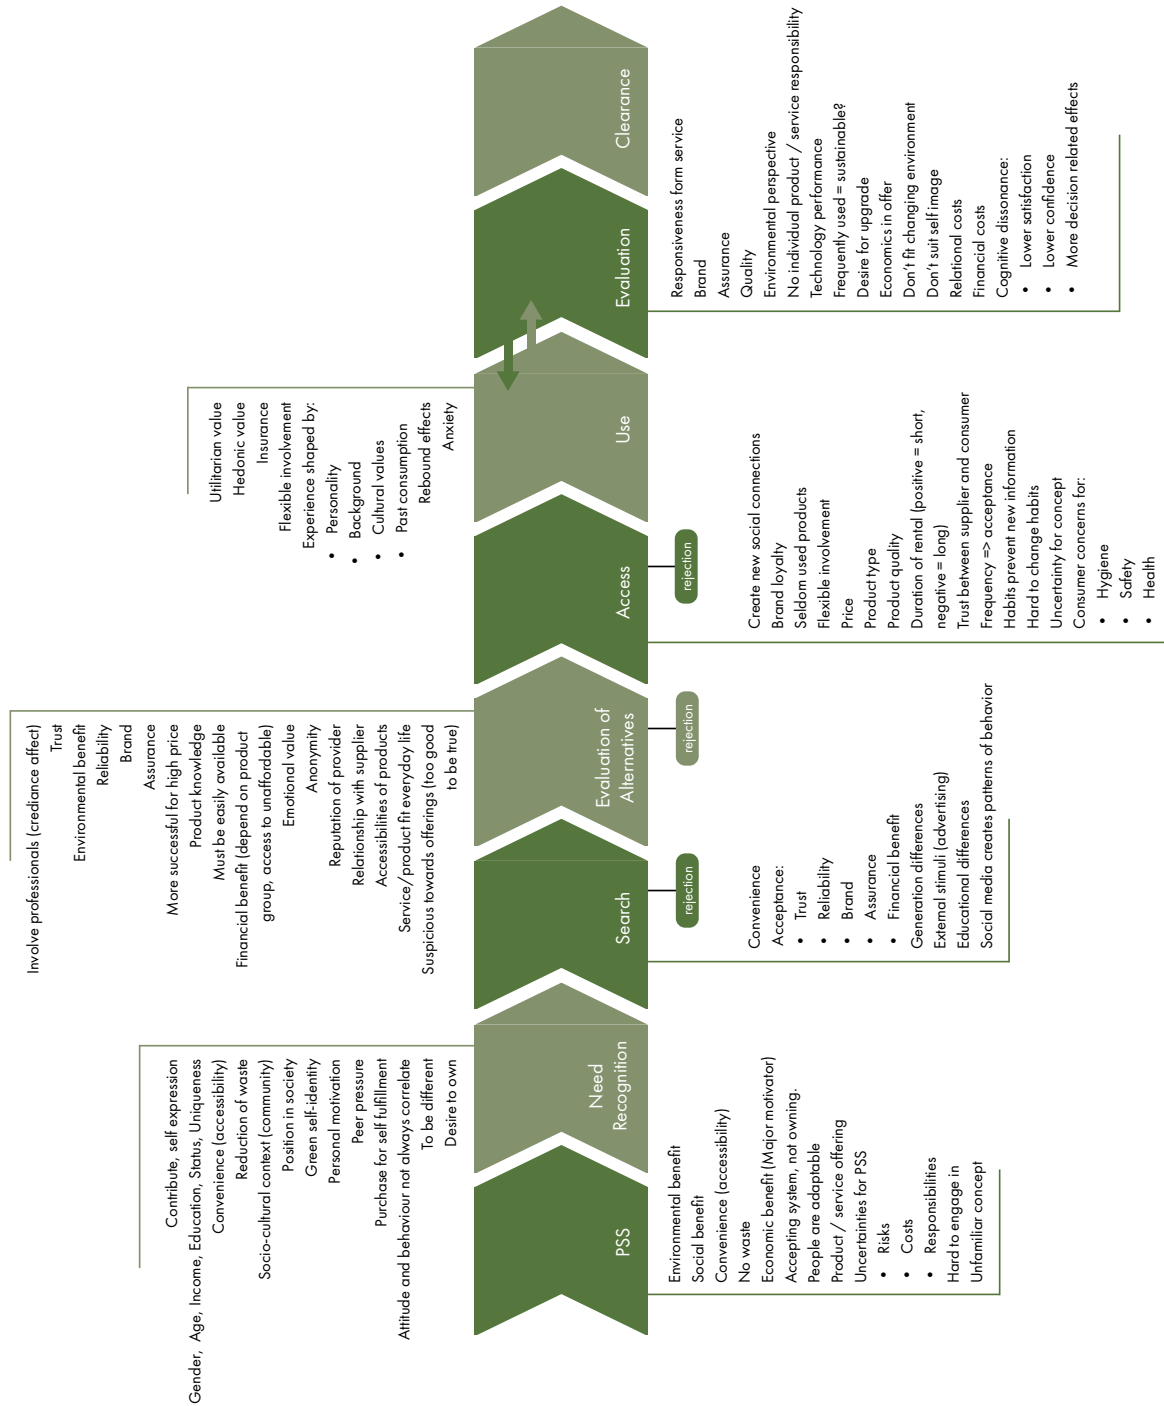 Contribute, self expression
Gender, Age, Income, Education, Status, Uniqueness
Convenience (accessibility)
Reduction of waste
Socio-cultural context (community)
Position in society
Green self-identity
Personal motivation
Peer pressure
Purchase for self fulfillment
Attitude and behaviour not always correlate
To be different
Desire to own
Involve professionals (crediance affect)
Trust
Environmental benefit
Reliability
Brand
Assurance
More successful for high price
Product knowledge
Must be easily available
Financial benefit (depend on product
group, access to unaffordable)
Emotional value
Anonymity
Reputation of provider
Relationship with supplier
Accessibilities of products
Service/product fit everyday life
Suspicious towards offerings (too good
to be true)
Utilitarian value
Hedonic value
Insurance
Flexible involvement
Experience shaped by:
• Personality
• Background
• Cultural values
• Past consumption
Rebound effects
Anxiety
PSS
Need
Recognition
Search
Evaluation of
Alternatives
Access
Use
Evaluation
Clearance
rejection
rejection
rejection
Environmental benefit
Social benefit
Convenience (accessibility)
No waste
Economic benefit (Major motivator)
Accepting system, not owning.
People are adaptable
Product / service offering
Uncertainties for PSS
• Risks
• Costs
• Responsibilities
Hard to engage in
Unfamiliar concept
Convenience
Acceptance:
• Trust
• Reliability
• Brand
• Assurance
• Financial benefit
Generation differences
External stimuli (advertising)
Educational differences
Social media creates patterns of behavior
Create new social connections
Brand loyalty
Seldom used products
Flexible involvement
Price
Product type
Product quality
Duration of rental (positive = short,
negative = long)
Trust between supplier and consumer
Frequency => acceptance
Habits prevent new information
Hard to change habits
Uncertainty for concept
Consumer concerns for:
• Hygiene
• Safety
• Health
Responsiveness form service
Brand
Assurance
Quality
Environmental perspective
No individual product / service responsibility
Technology performance
Frequently used = sustainable?
Desire for upgrade
Economics in offer
Don't fit changing environment
Don't suit self image
Relational costs
Financial costs
Cognitive dissonance:
• Lower satisfaction
• Lower confidence
• More decision related effects